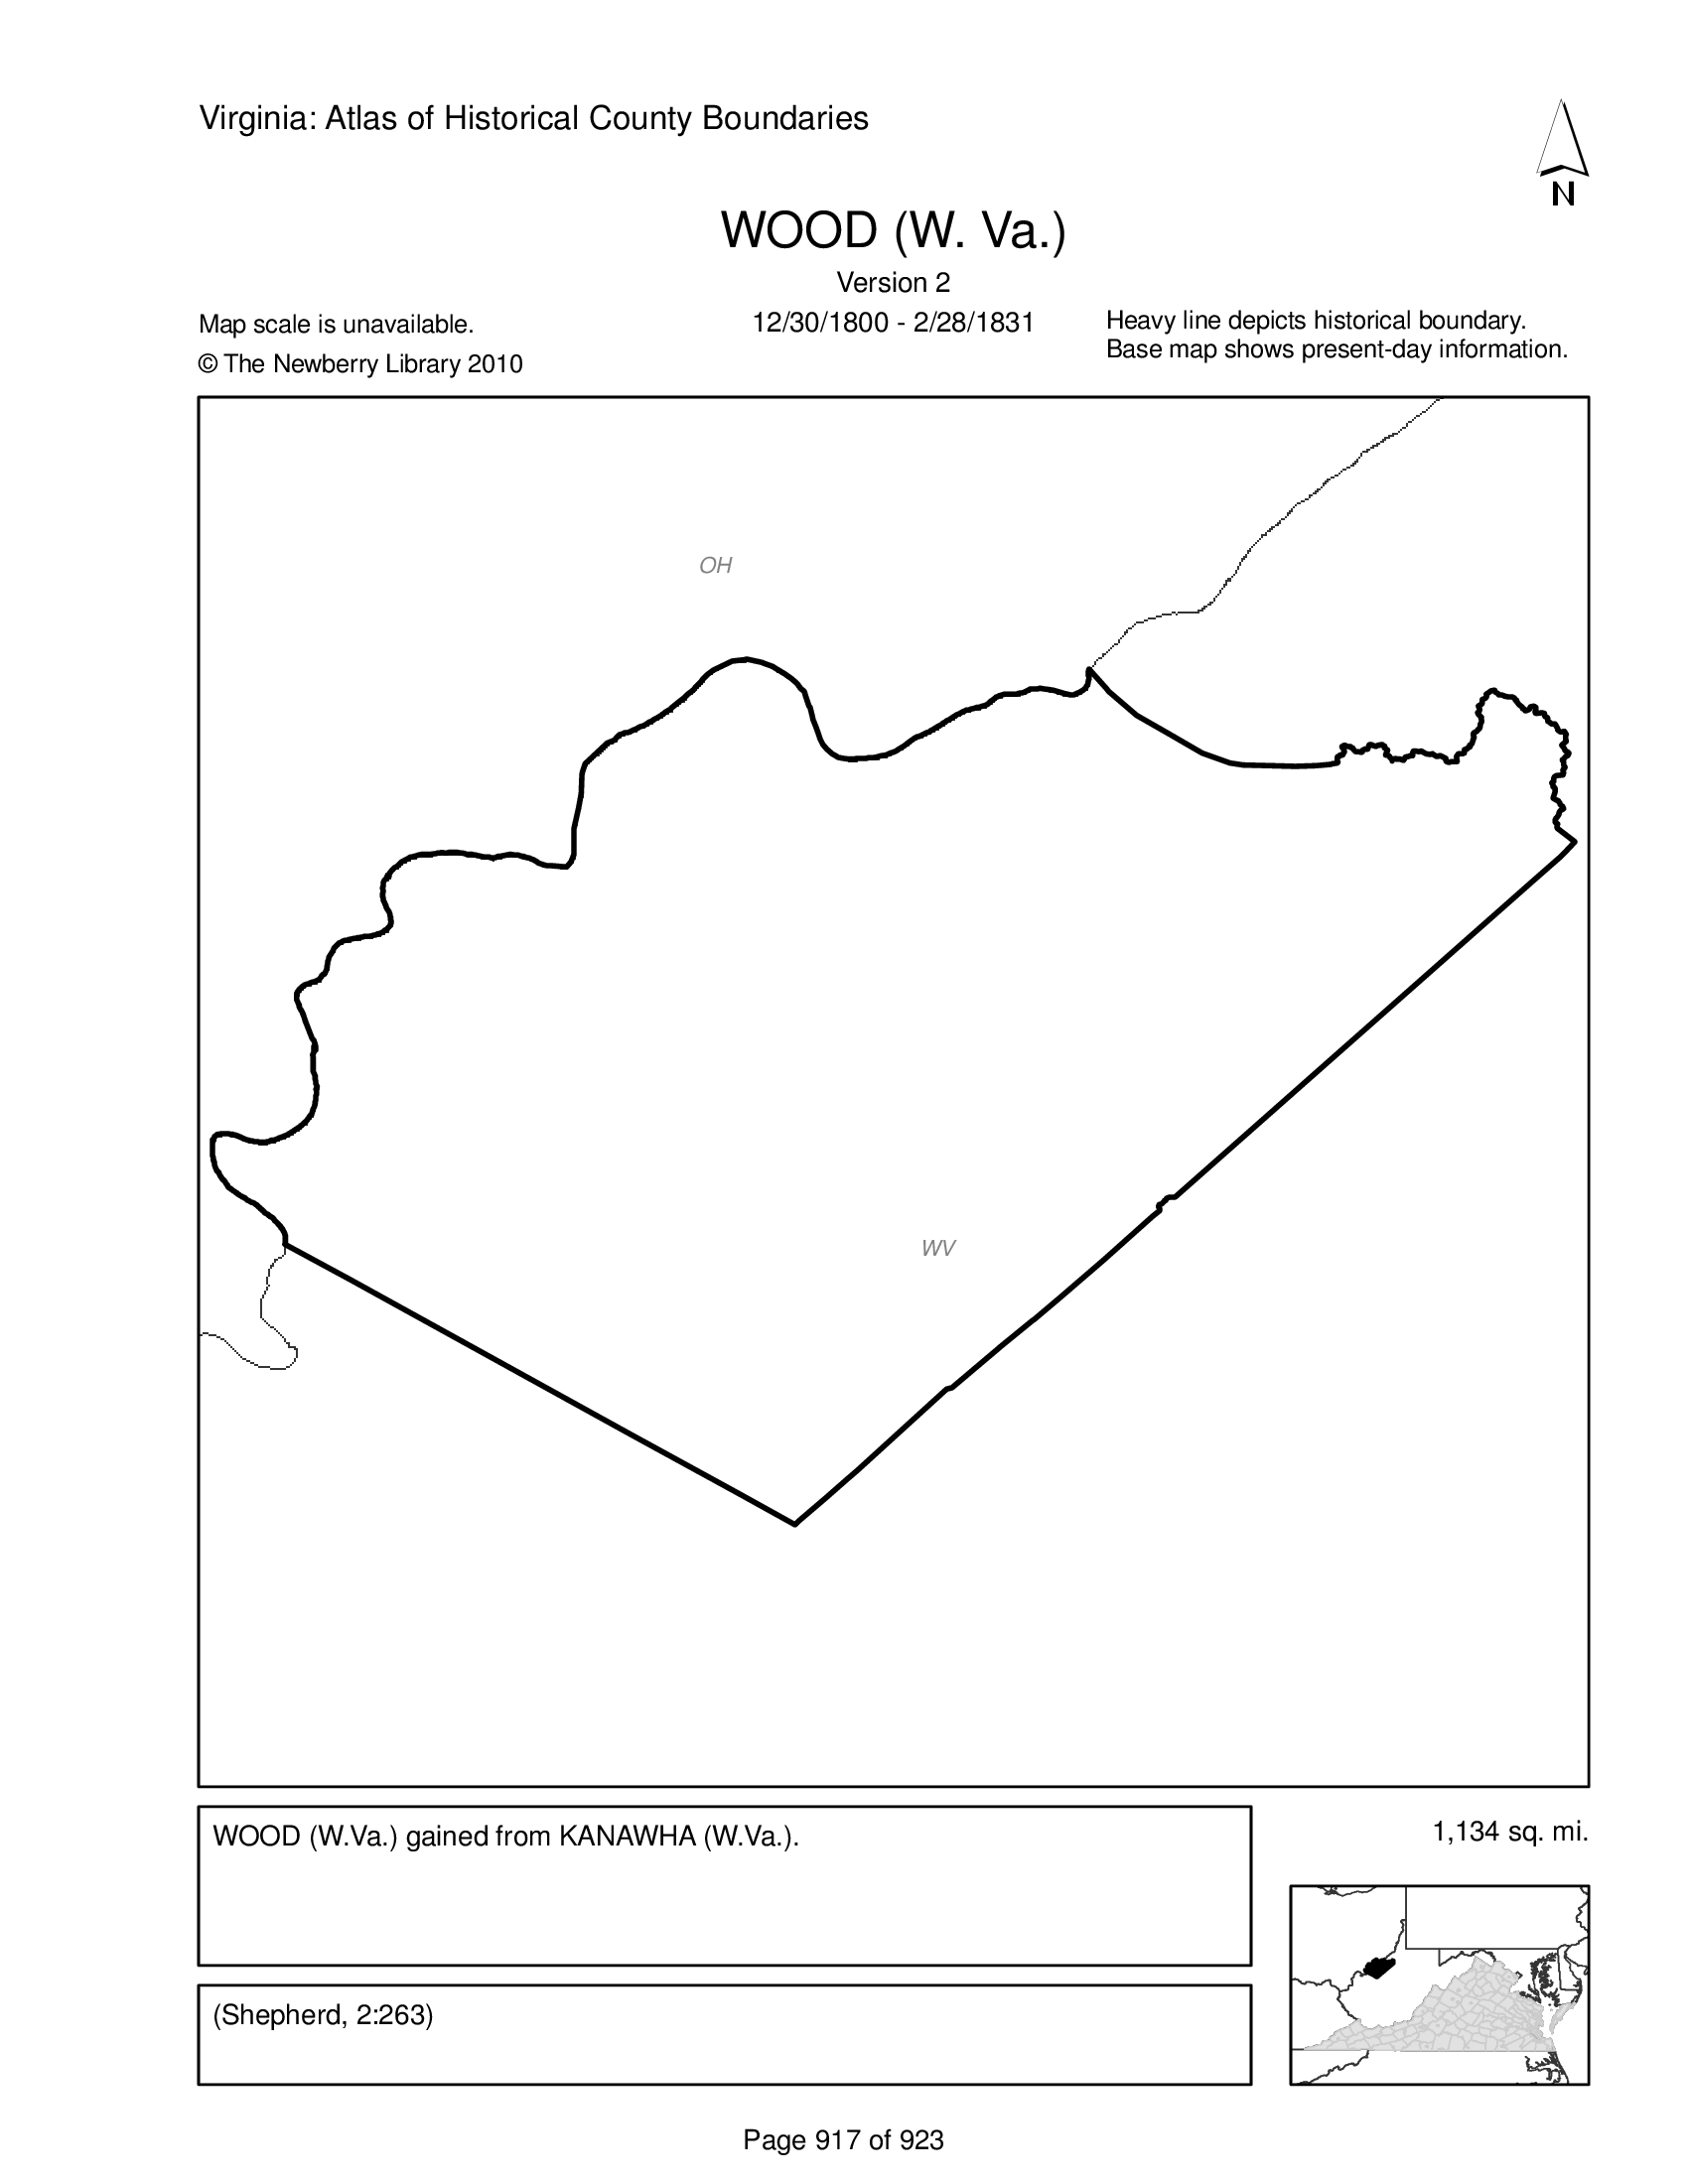 Virginia: Atlas of Historical County Boundaries
N
WOOD (W. Va.)
Version 2
12/30/1800 - 2/28/1831
Map scale is unavailable.
© The Newberry Library 2010
Heavy line depicts historical boundary.
Base map shows present-day information.
OH
WV
WOOD (W.Va.) gained from KANAWHA (W.Va.).
1,134 sq. mi.
(Shepherd, 2:263)
Page 917 of 923